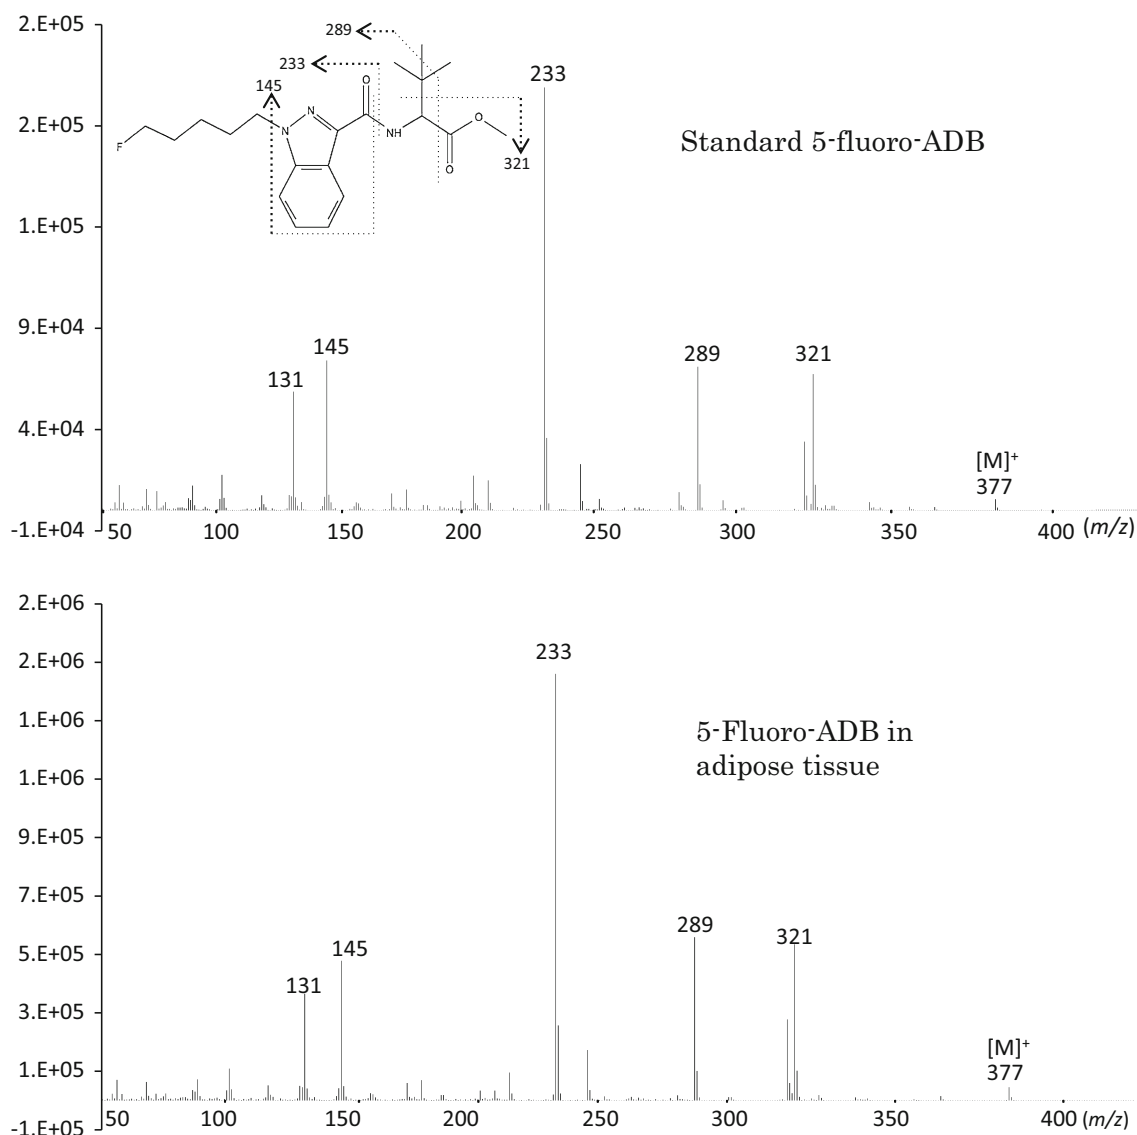 2.E+05
289
233
233
145
O
N
N
NH
O
F
O
321
Standard 5-fluoro-ADB
2.E+05
1.E+05
9.E+04
145
131
289
321
4.E+04
[M]+
377
-1.E+04
100
150
200
250
300
350
400 (m/z)
2.E+06
233
2.E+06
1.E+06
5-Fluoro-ADB in
adipose tissue
1.E+06
9.E+05
7.E+05
289
321
5.E+05
145
131
3.E+05
[M]+
377
1.E+05
-1.E+05
50
100
150
200
250
300
350
400 (m/z)